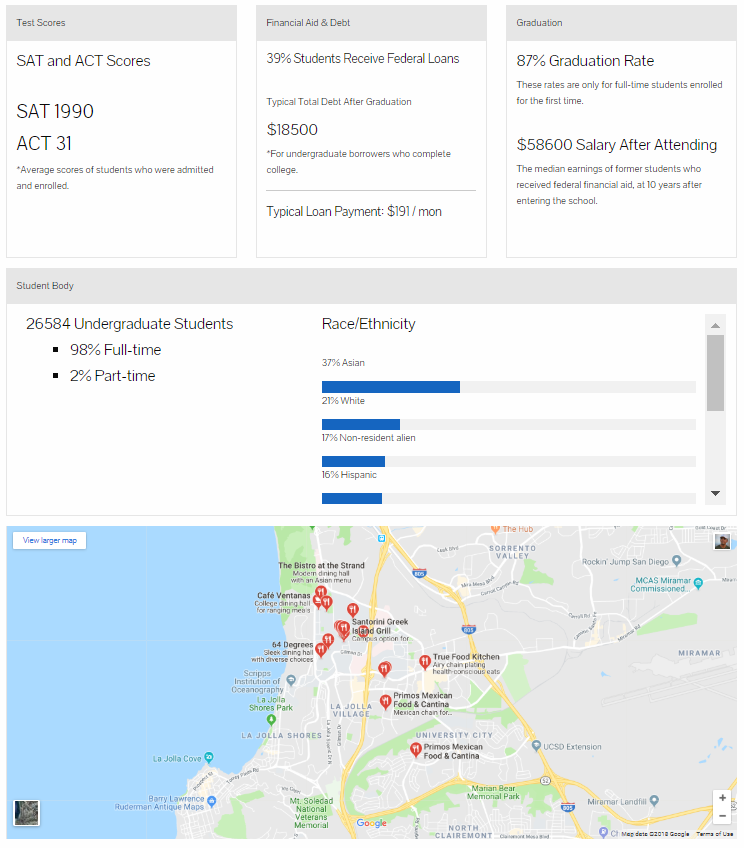 Test Scores
SAT and ACT Scores
SAT 1990
ACT 31
*Average scores of students who were admitted
and enrolled.
Financial Aid & Debt
39% Students Receive Federal Loans
Typical Total Debt After Graduation
$18500
*For undergraduate borrowers who complete
college.
Typical Loan Payment: $191 / mon
Graduation
87% Graduation Rate
These rates are only for full-time students enrolled
for the first time.
$58600 Salary After Attending
The median earnings of former students who
received federal financial aid, at 10 years after
entering the school.
Student Body
26584 Undergraduate Students
98% Full-time
2% Part-time
Race/Ethnicity
37% Asian
21% White
17% Non-resident alien
16% Hispanic
View larger map
The Hub
SORRENTO
VALLEY
Rockin' Jump San Diego
MCAS Miramar
Commissioned...
The Bistro at the Strand
Modern dining hall
with an Asian menu
Café Ventanas
College dining hall
for ranging meals
Santorini Greek
Island Grill
Campus option for
805
805
MIRAMAR
64 Degrees
Sleek dining hall
with diverse choices
True Food Kitchen
Airy chain plating
health-conscious eats
Scripps
Institution of
Oceanography
La Jolla
Shores Park
LA JOLLA
VILLAGE
Primos Mexican
Food & Cantina
Mexican chain for...
LA JOLLA SHORES
UNIVERSITY CITY
Primos Mexican
Food & Cantina
UCSD Extension
La Jolla Cove
52
Marian Bear
Memorial Park
Barry Lawrence
Ruderman Antique Maps
Mt. Soledad
National
Veterans
Memorial
805
Miramar Landfill
+
−
Google
NORTH
CLAIREMONT
Map data ©2018 Google
Terms of Use